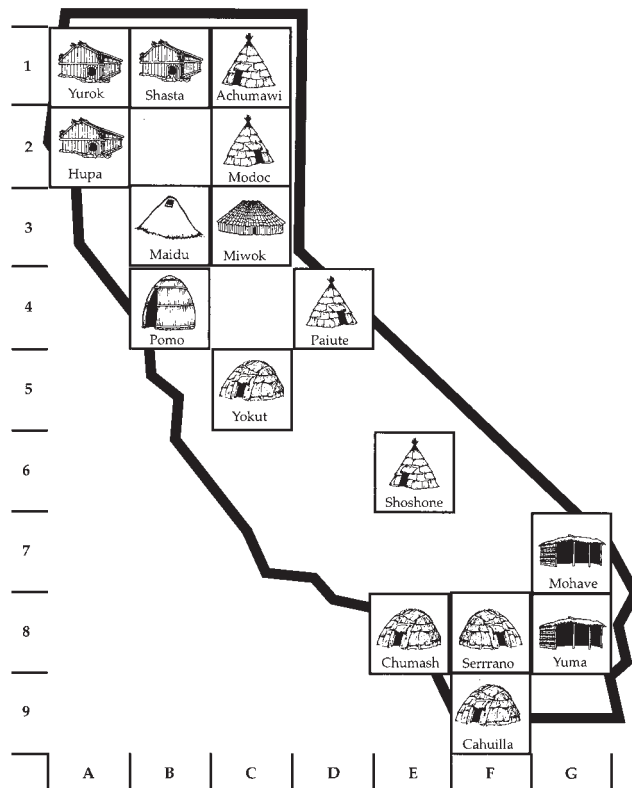 1
Yurok Shasta Achumawi
2
Hupa Modoc
3
Maidu Miwok
4
Pomo Paiute
5
Yokut
6
Shoshone
7
Mohave
8
Chumash Serrrano Yuma
9
Cahuilla
A B C D E F G